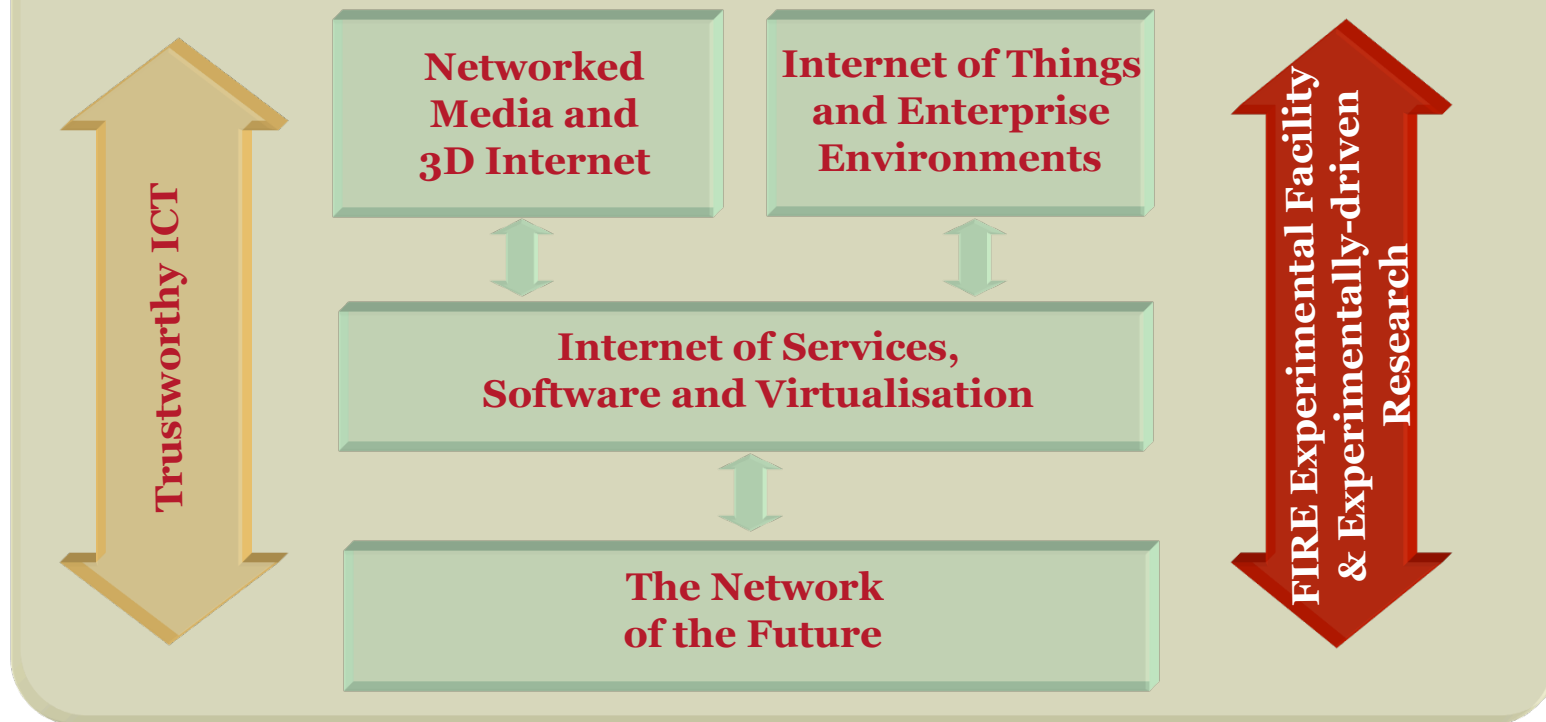 Networked
Media and
3D Internet
Internet of Things
and Enterprise
Environments
Trustworthy ICT
FIRE Experimental Facility
& Experimentally-driven
Research
Internet of Services,
Software and Virtualisation
The Network
of the Future